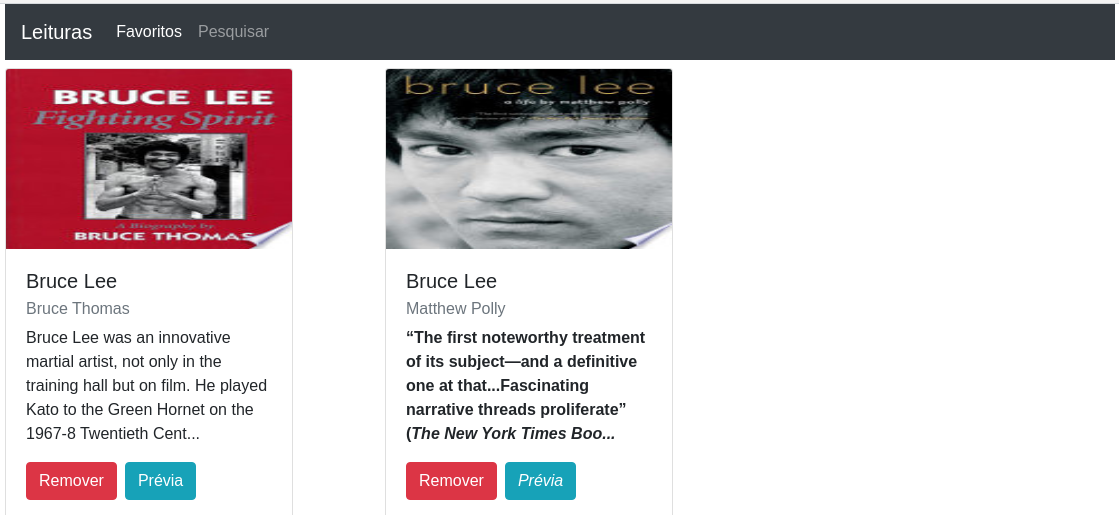 Leituras Favoritos Pesquisar
BRUCE LEE
Fighting Spirit
A Biography by
BRUCE THOMAS
Bruce Lee
Bruce Thomas
Bruce Lee was an innovative
martial artist, not only in the
training hall but on film. He played
Kato to the Green Hornet on the
1967-8 Twentieth Cent...
Remover Prévia
bruce lee
a life by matthew polly
Bruce Lee
Matthew Polly
“The first noteworthy treatment
of its subject—and a definitive
one at that...Fascinating
narrative threads proliferate”
(The New York Times Boo...
Remover Prévia